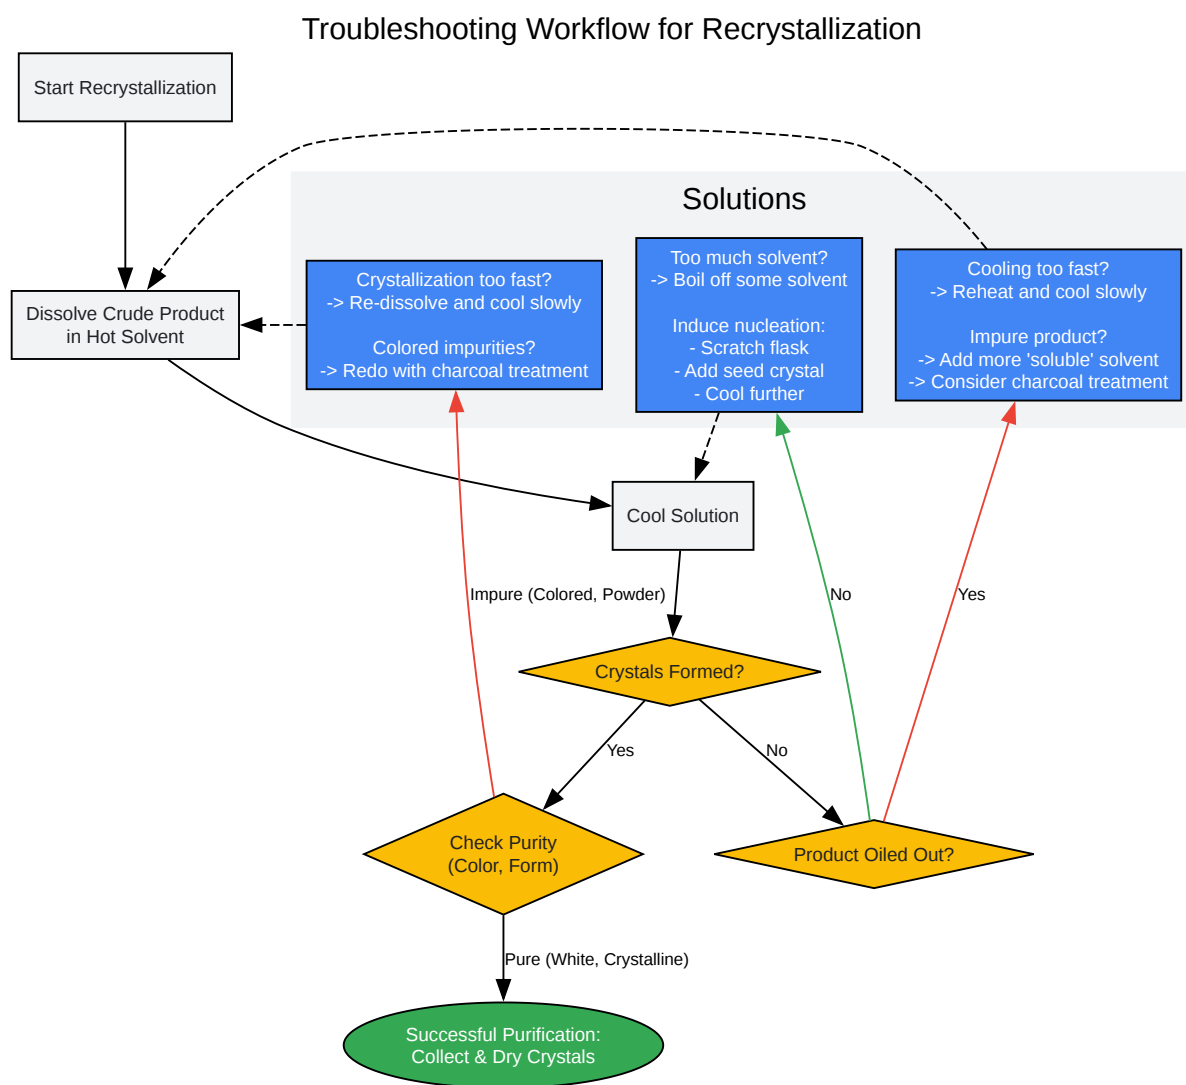 Troubleshooting Workflow for Recrystallization
Start Recrystallization
Solutions
Crystallization too fast?
-> Re-dissolve and cool slowly
Colored impurities?
-> Redo with charcoal treatment
Too much solvent?
-> Boil off some solvent
Induce nucleation:
- Scratch flask
- Add seed crystal
- Cool further
Cooling too fast?
-> Reheat and cool slowly
Impure product?
-> Add more 'soluble' solvent
-> Consider charcoal treatment
Dissolve Crude Product
in Hot Solvent
Cool Solution
Impure (Colored, Powder)
No
Yes
Crystals Formed?
Yes
No
Check Purity
(Color, Form)
Product Oiled Out?
Pure (White, Crystalline)
Successful Purification:
Collect & Dry Crystals